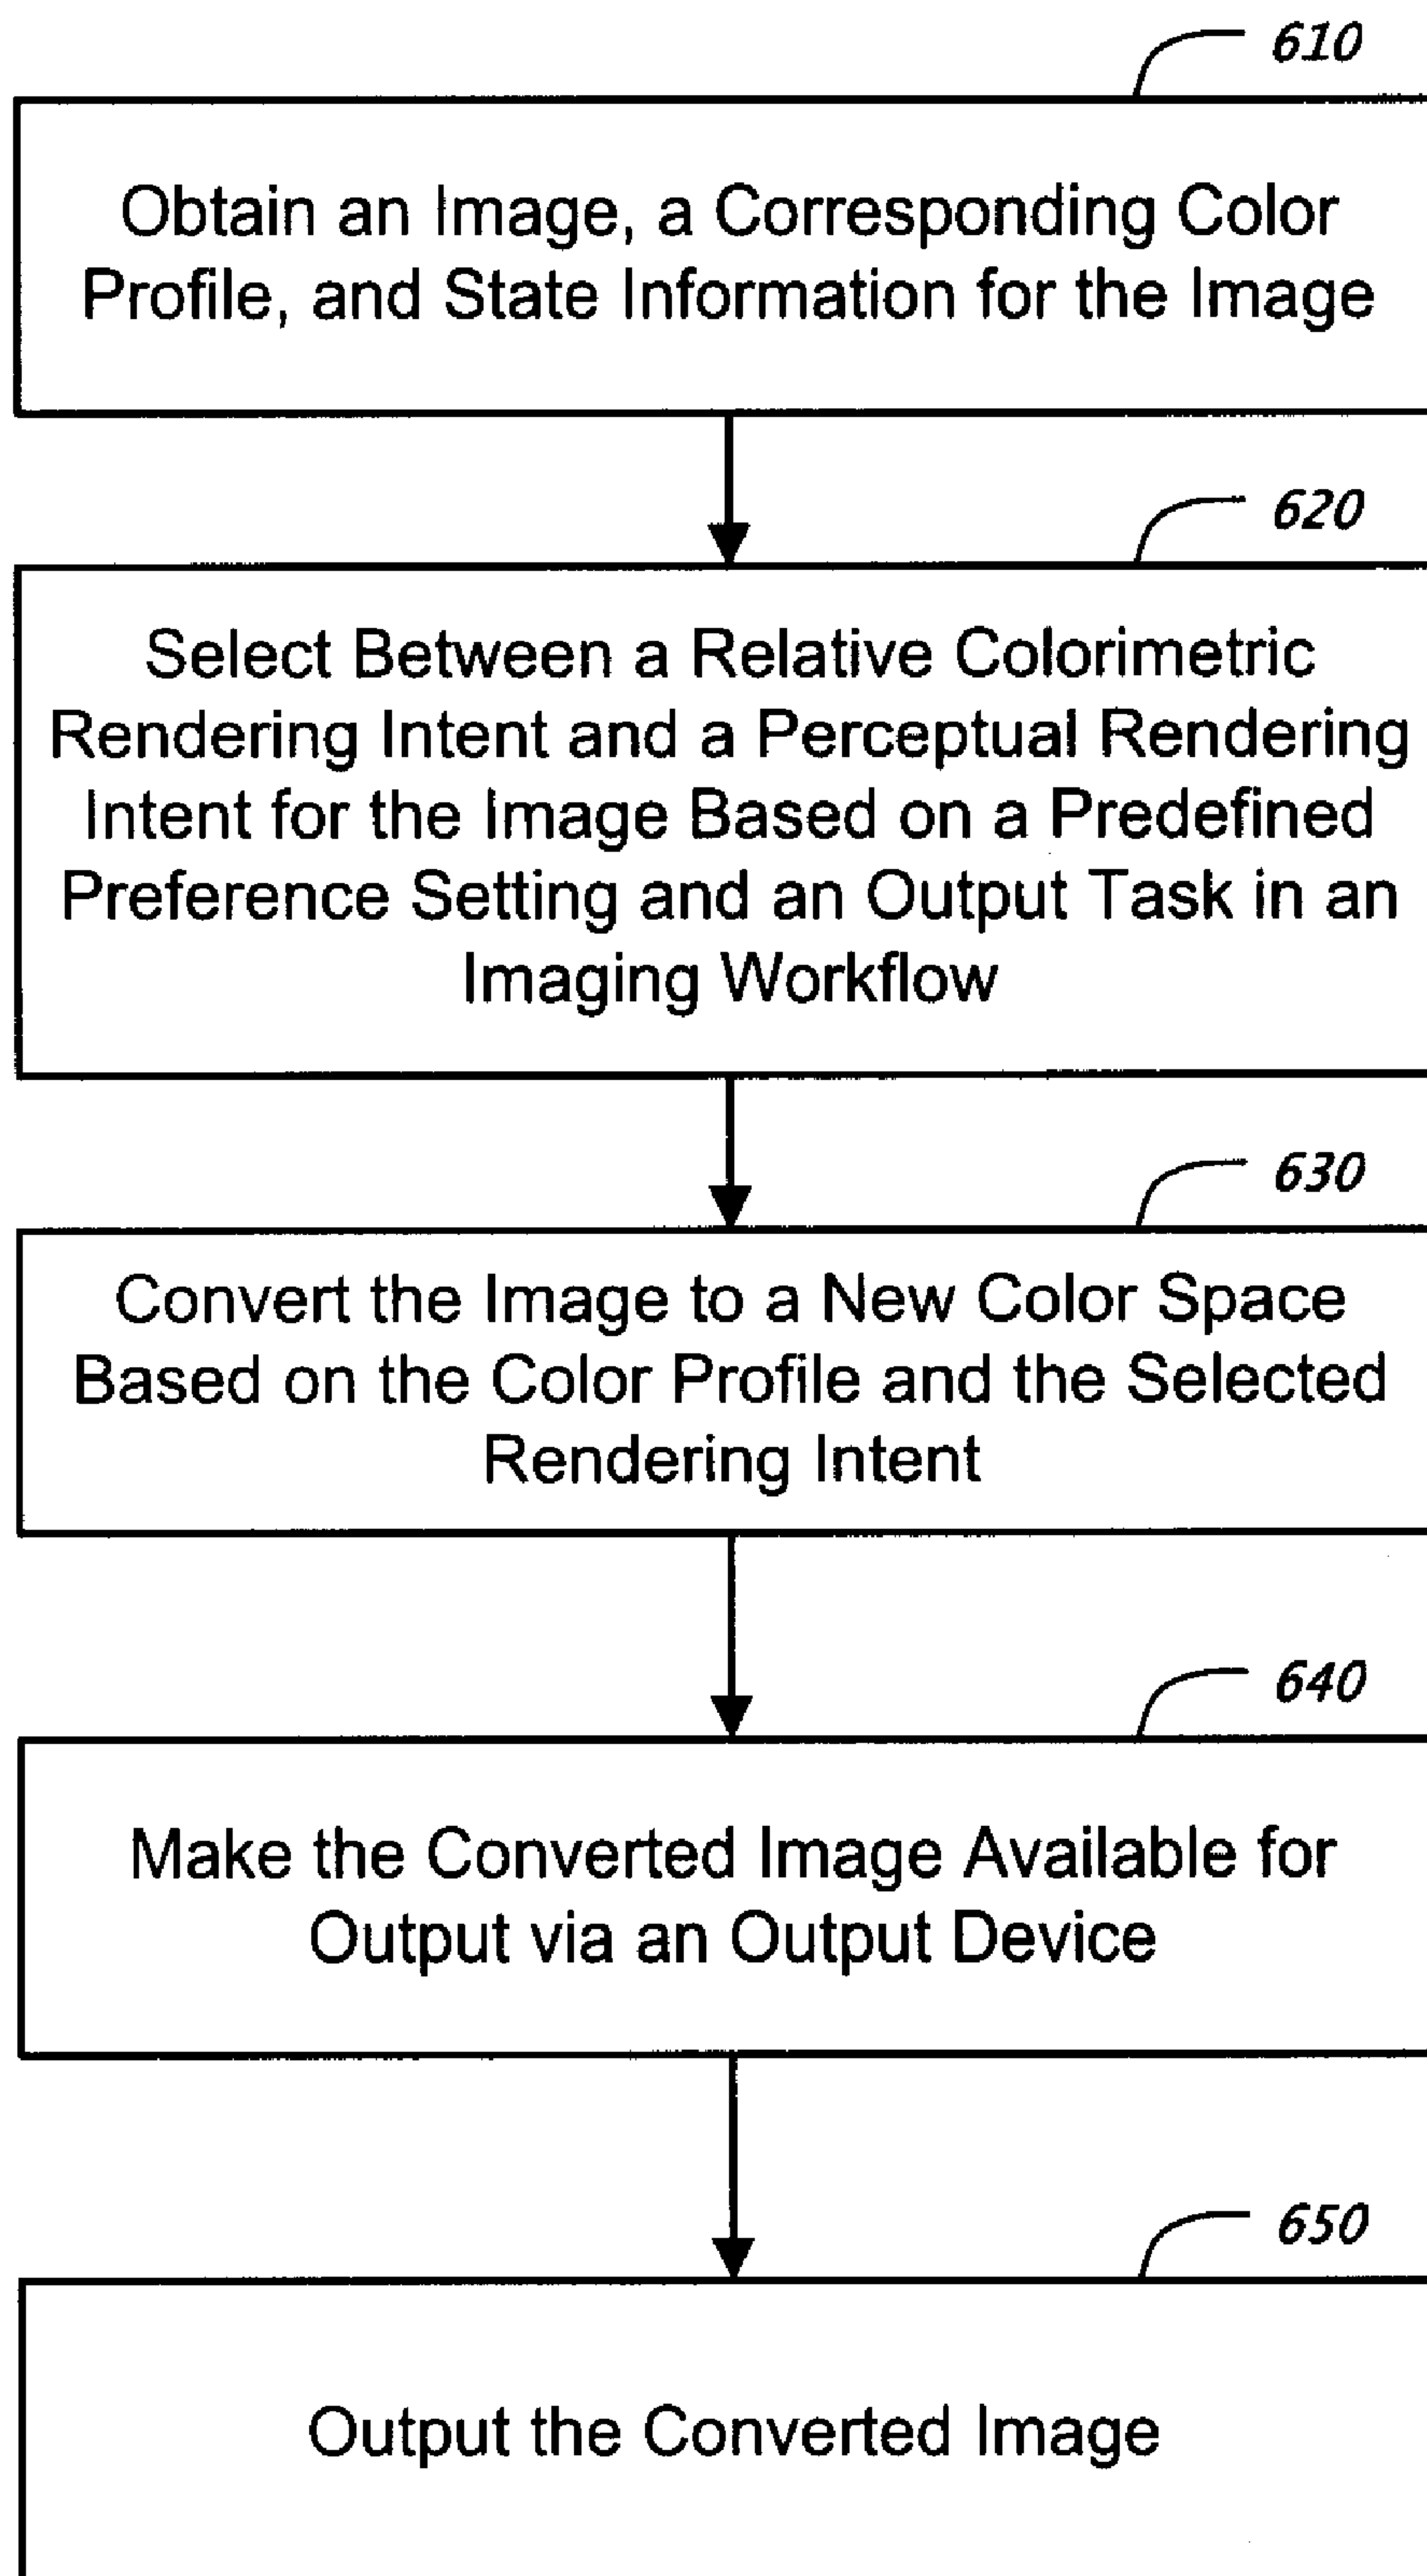 610
Obtain an Image, a Corresponding Color
Profile, and State Information for the Image
620
Select Between a Relative Colorimetric
Rendering Intent and a Perceptual Rendering
Intent for the Image Based on a Predefined
Preference Setting and an Output Task in an
Imaging Workflow
630
Convert the Image to a New Color Space
Based on the Color Profile and the Selected
Rendering Intent
640
Make the Converted Image Available for
Output via an Output Device
650
Output the Converted Image